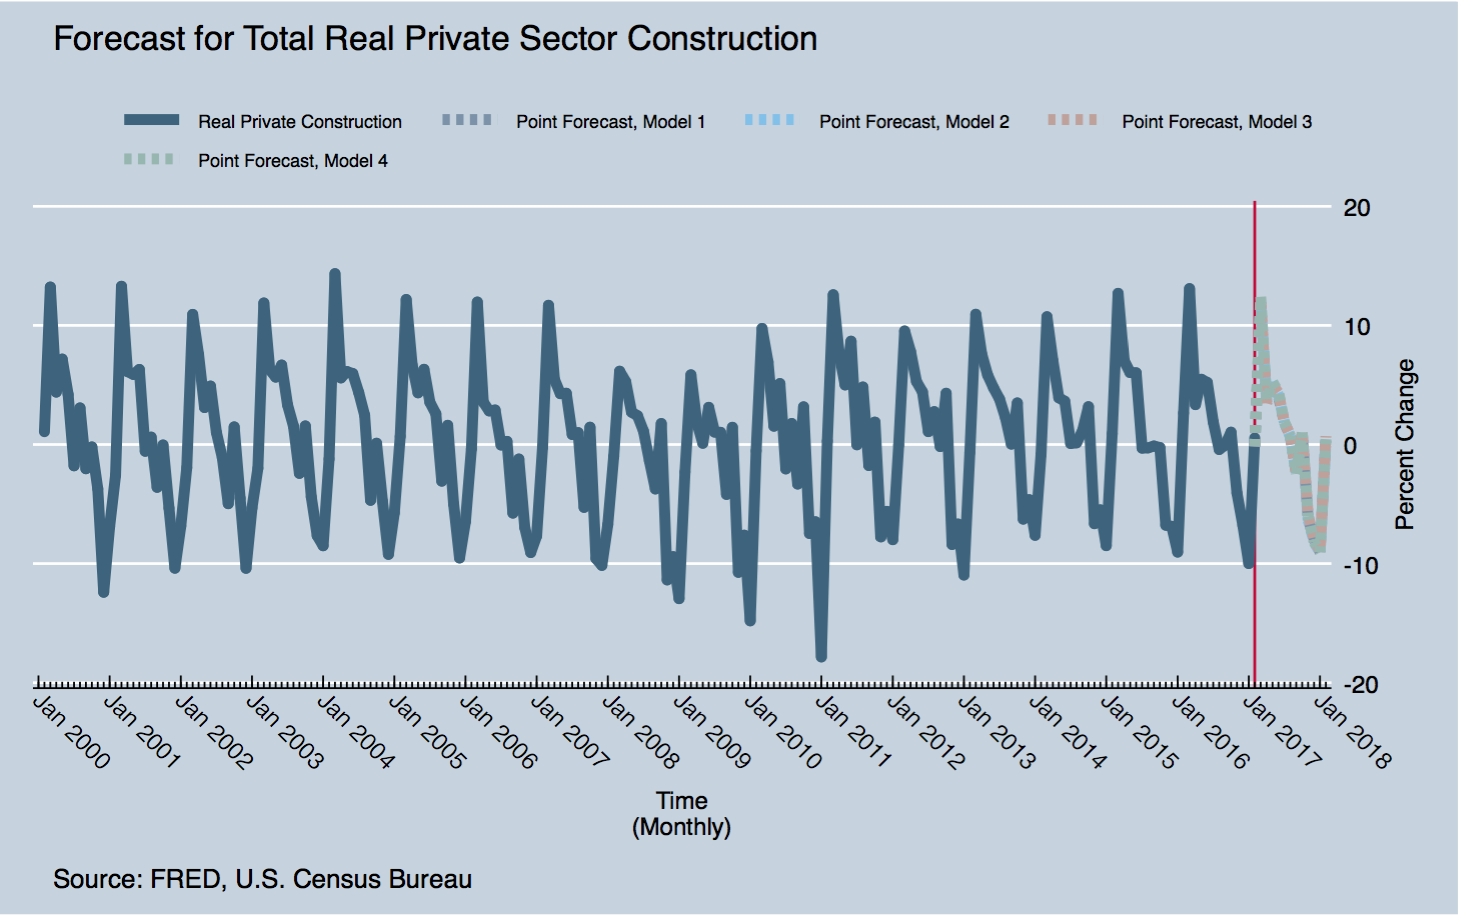 Forecast for Total Real Private Sector Construction
Real Private Construction
Point Forecast, Model 1
Point Forecast, Model 2
Point Forecast, Model 3
Point Forecast, Model 4
20
10
0
-10
-20
Percent Change
Jan 2000
Jan 2001
Jan 2002
Jan 2003
Jan 2004
Jan 2005
Jan 2006
Jan 2007
Jan 2008
Jan 2009
Jan 2010
Jan 2011
Jan 2012
Jan 2013
Jan 2014
Jan 2015
Jan 2016
Jan 2017
Jan 2018
Time
(Monthly)
Source: FRED, U.S. Census Bureau